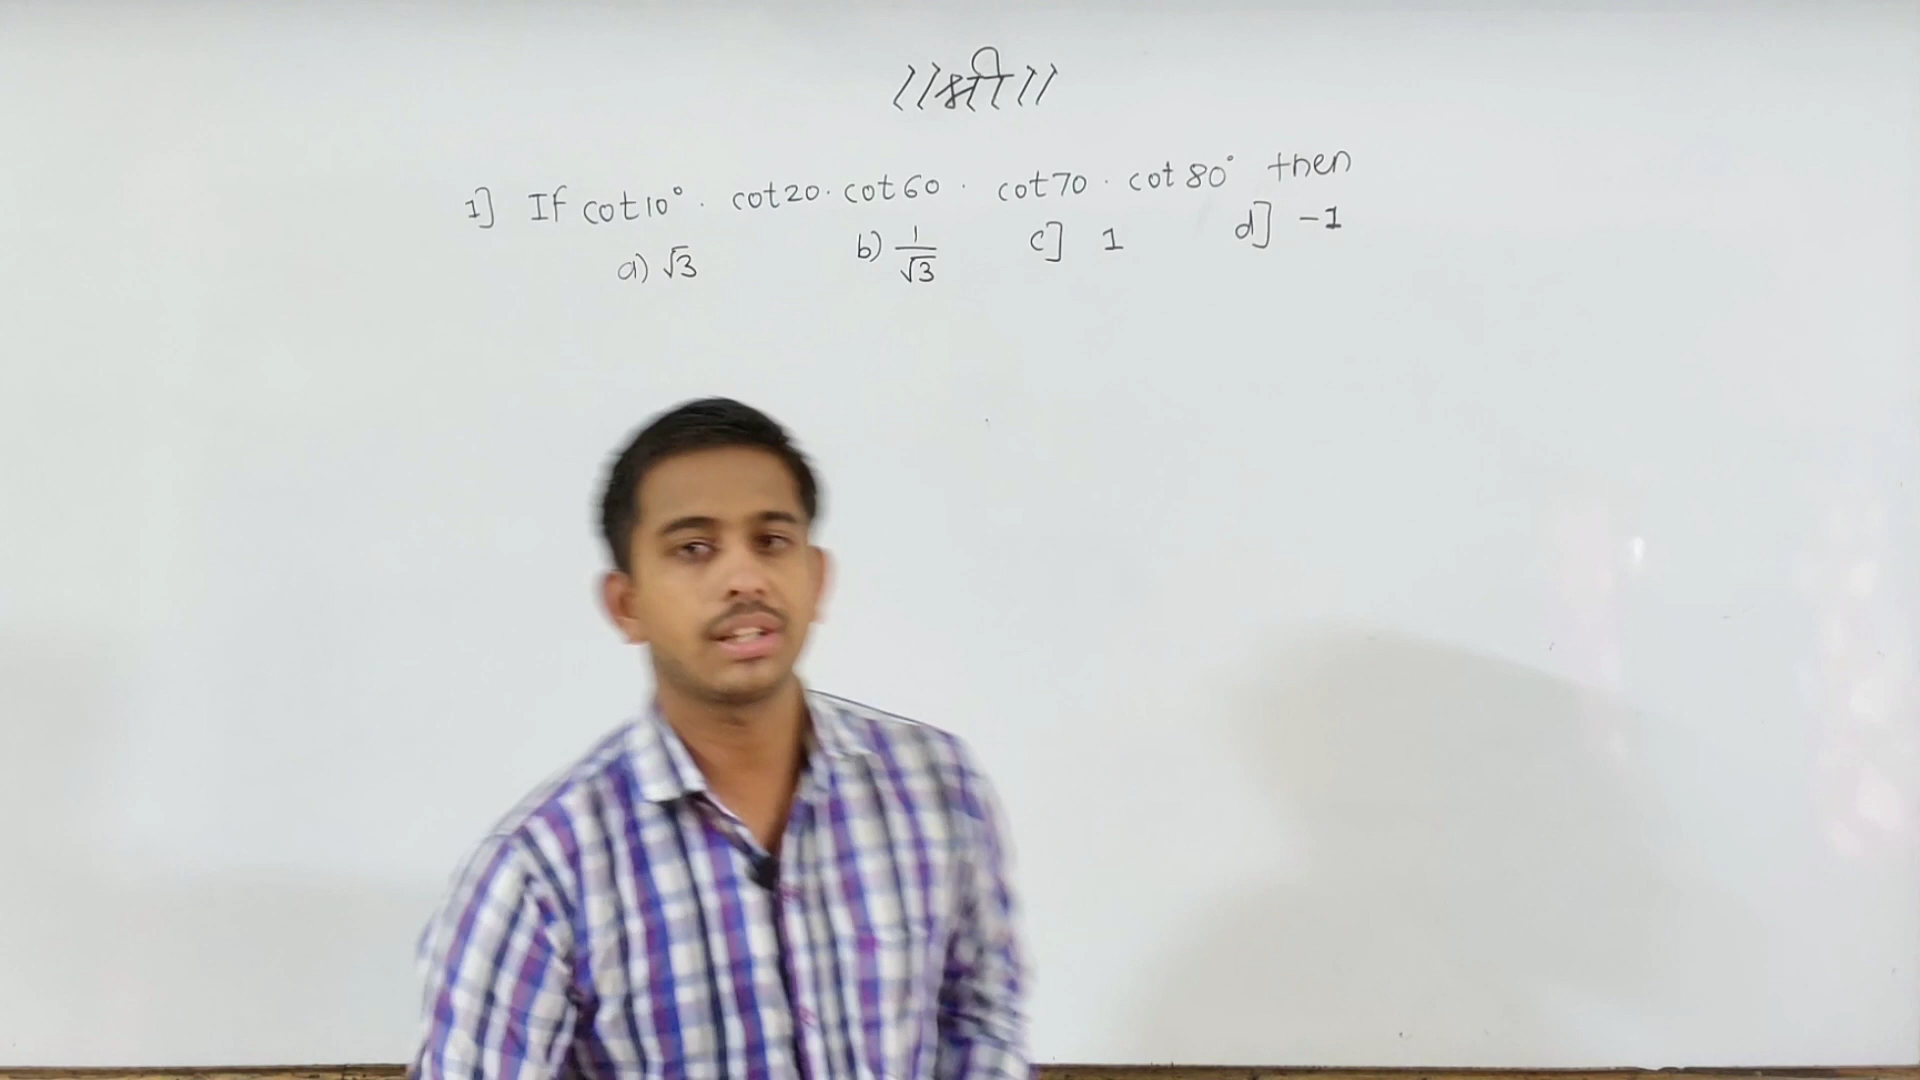 ||श्री||
1] If cot10° . cot20 . cot60 . cot70 . cot80° then
a) √3 b) 1/√3 c] 1 d] -1